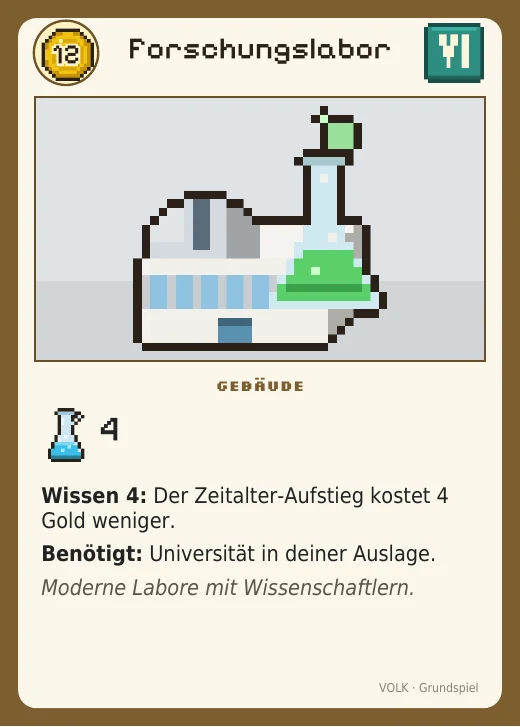 12
Forschungslabor
VI
GEBÄUDE
4
Wissen 4: Der Zeitalter-Aufstieg kostet 4
Gold weniger.
Benötigt: Universität in deiner Auslage.
Moderne Labore mit Wissenschaftlern.
VOLK · Grundspiel